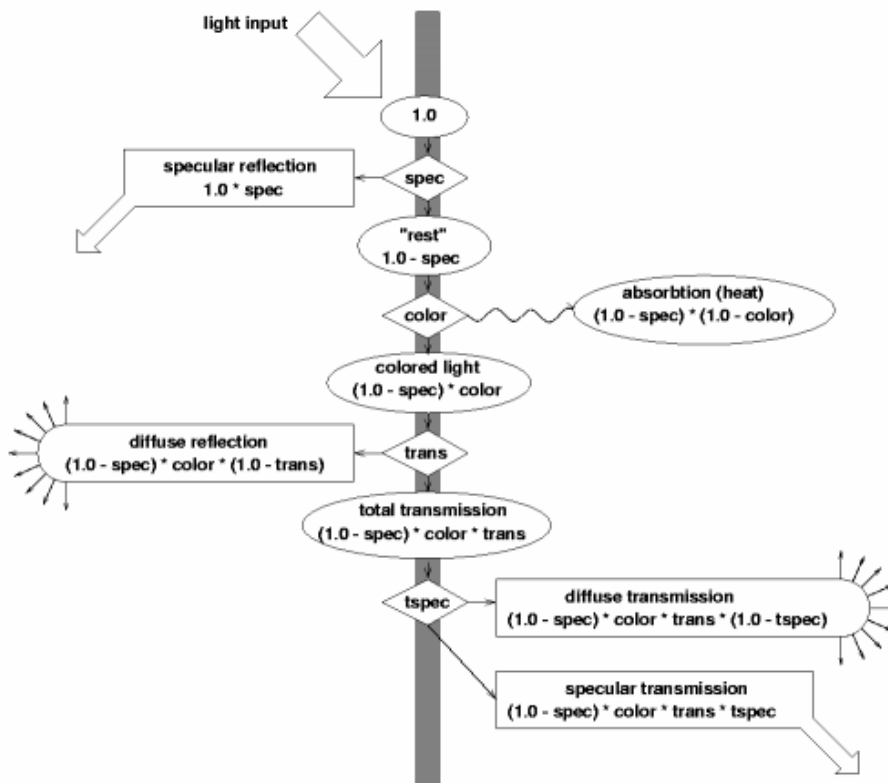 light input
1.0
specular reflection
1.0 * spec
spec
"rest"
1.0 - spec
absorbtion (heat)
(1.0 - spec) * (1.0 - color)
color
colored light
(1.0 - spec) * color
diffuse reflection
(1.0 - spec) * color * (1.0 - trans)
trans
total transmission
(1.0 - spec) * color * trans
tspec
diffuse transmission
(1.0 - spec) * color * trans * (1.0 - tspec)
specular transmission
(1.0 - spec) * color * trans * tspec